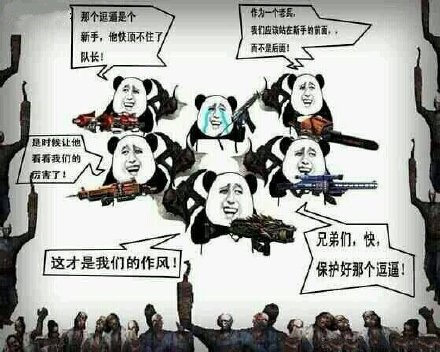 那个逗逼是个
新手，他快顶不住了
队长！
作为一个老兵，
我们应该站在新手的前面，，
而不是后面！
是时候让他
看看我们的
厉害了！
这才是我们的作风！
兄弟们，快，
保护好那个逗逼！